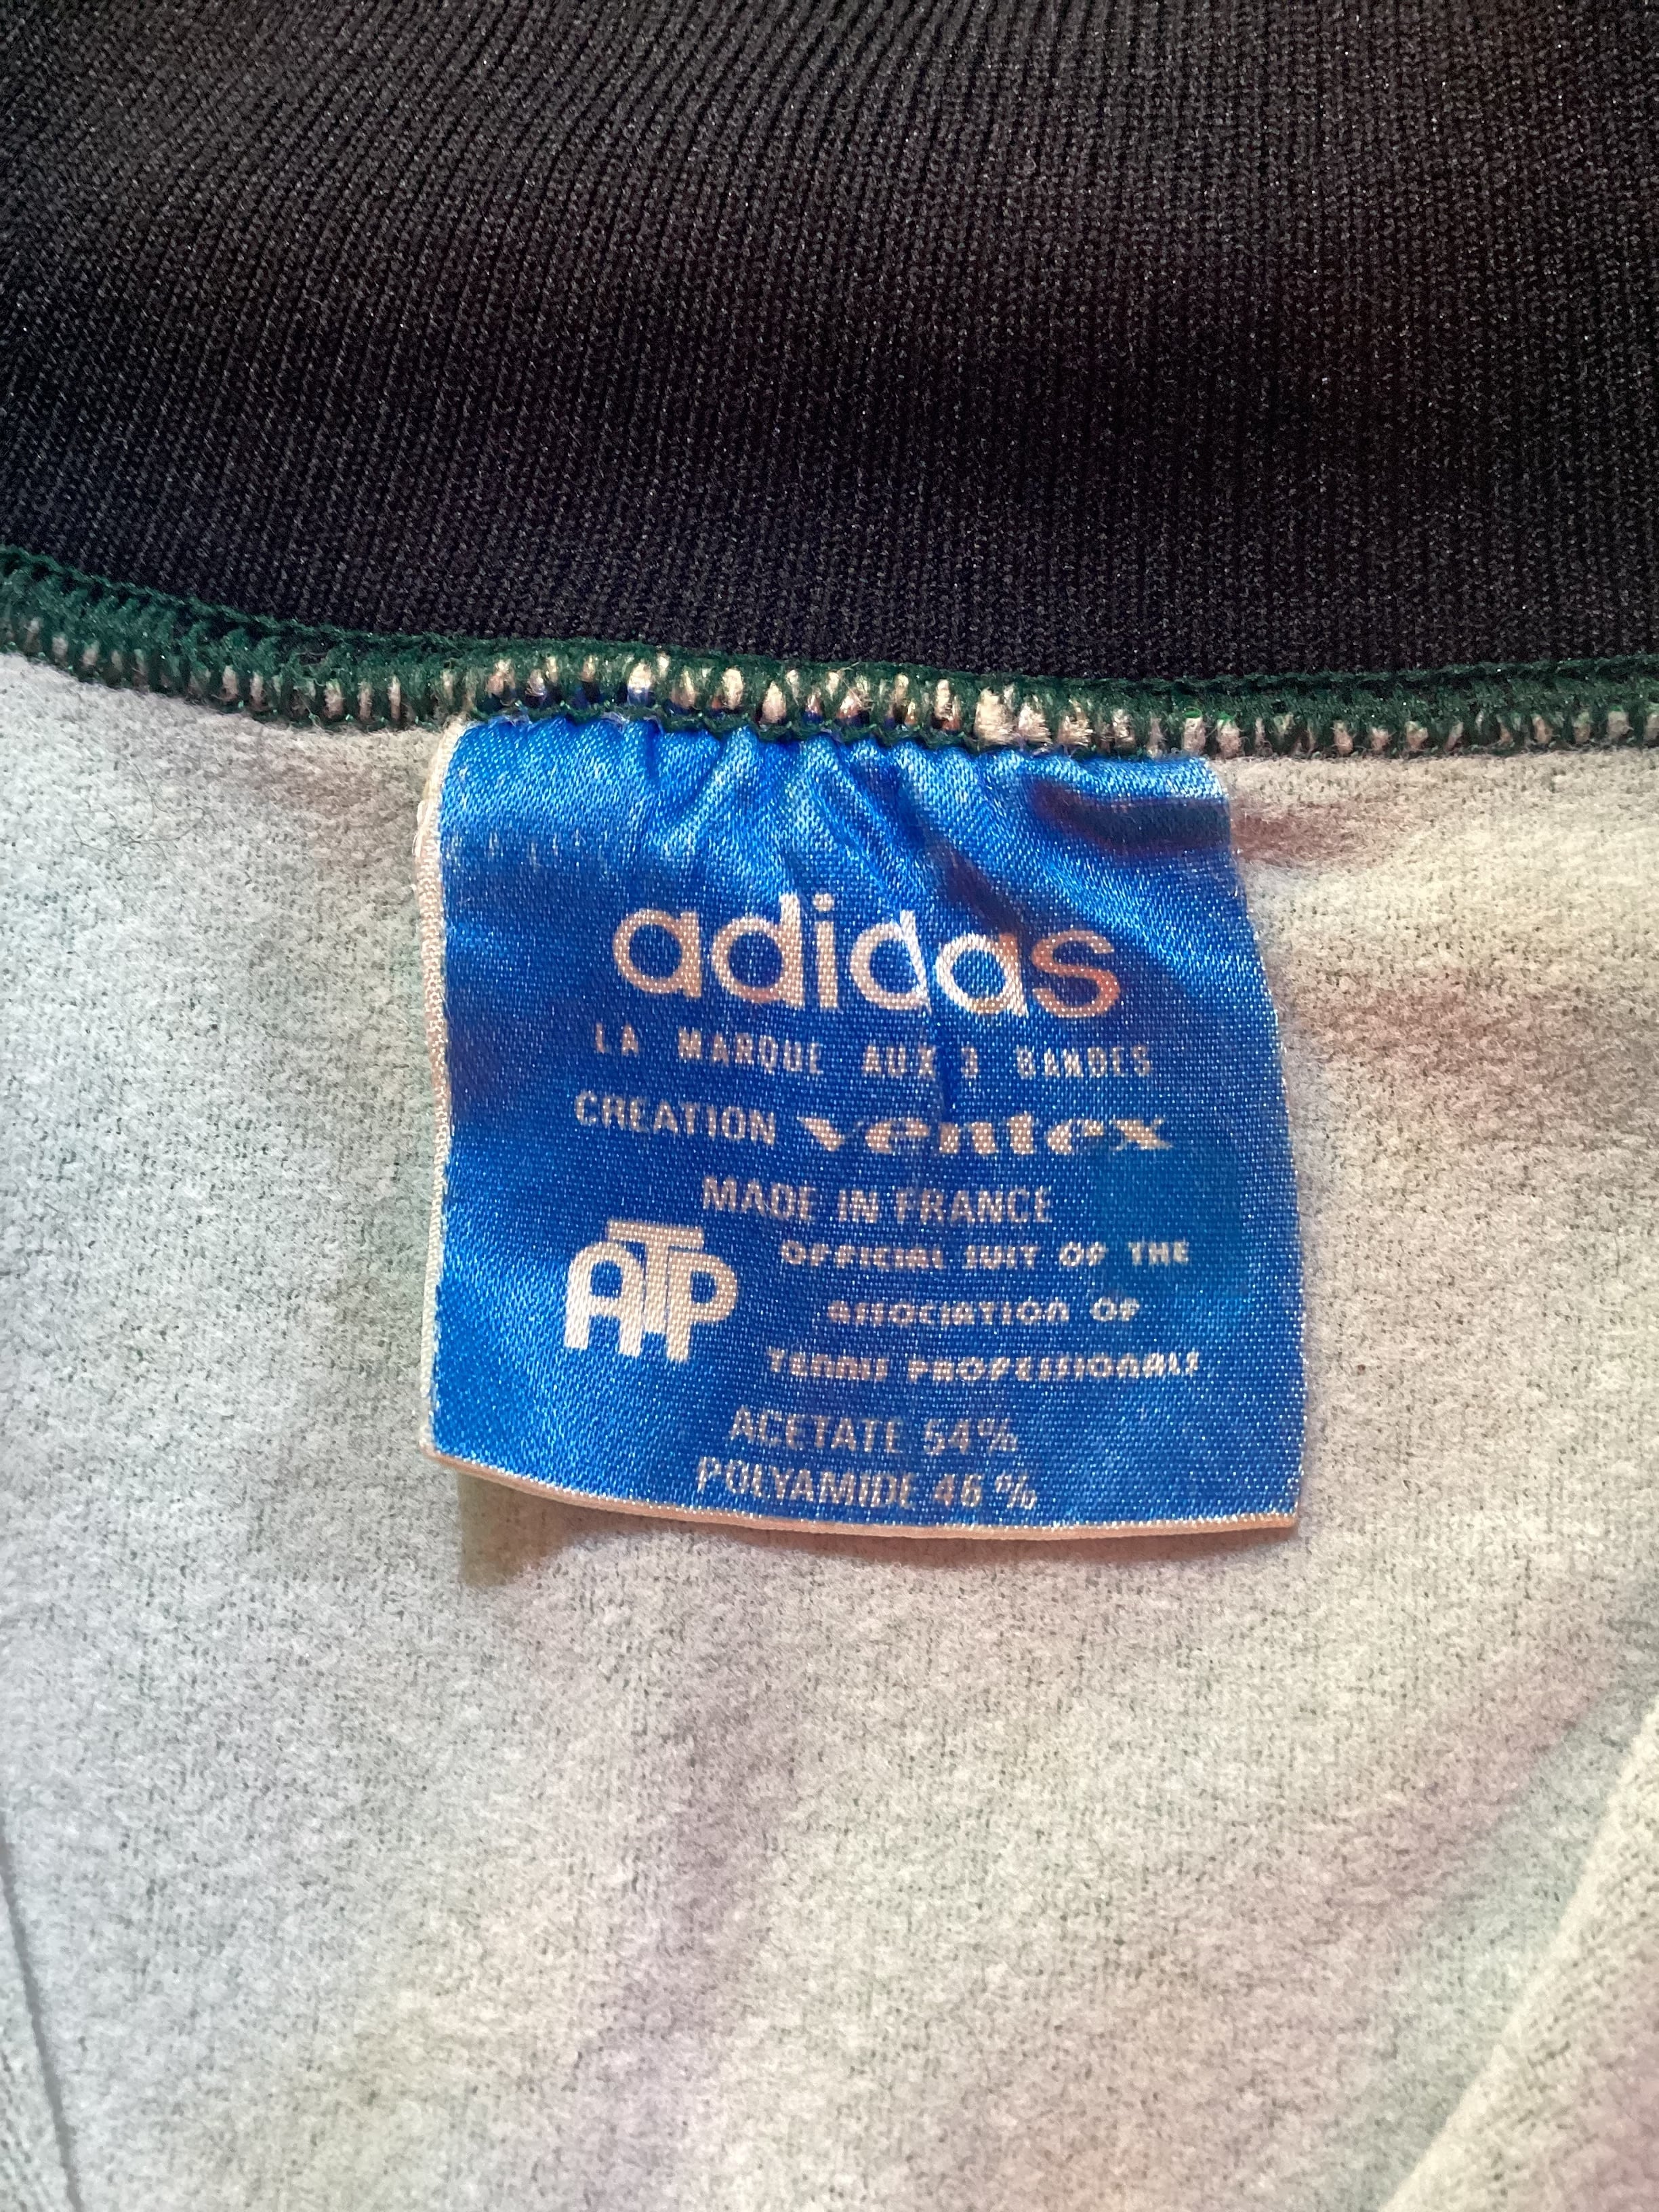 adidas
LA MARQUE AUX 3 BANDES
CREATION ventex
MADE IN FRANCE
ATP
OFFICIAL SUIT OF THE
ASSOCIATION OF
TENNIS PROFESSIONALS
ACETATE 54%
POLYAMIDE 46 %